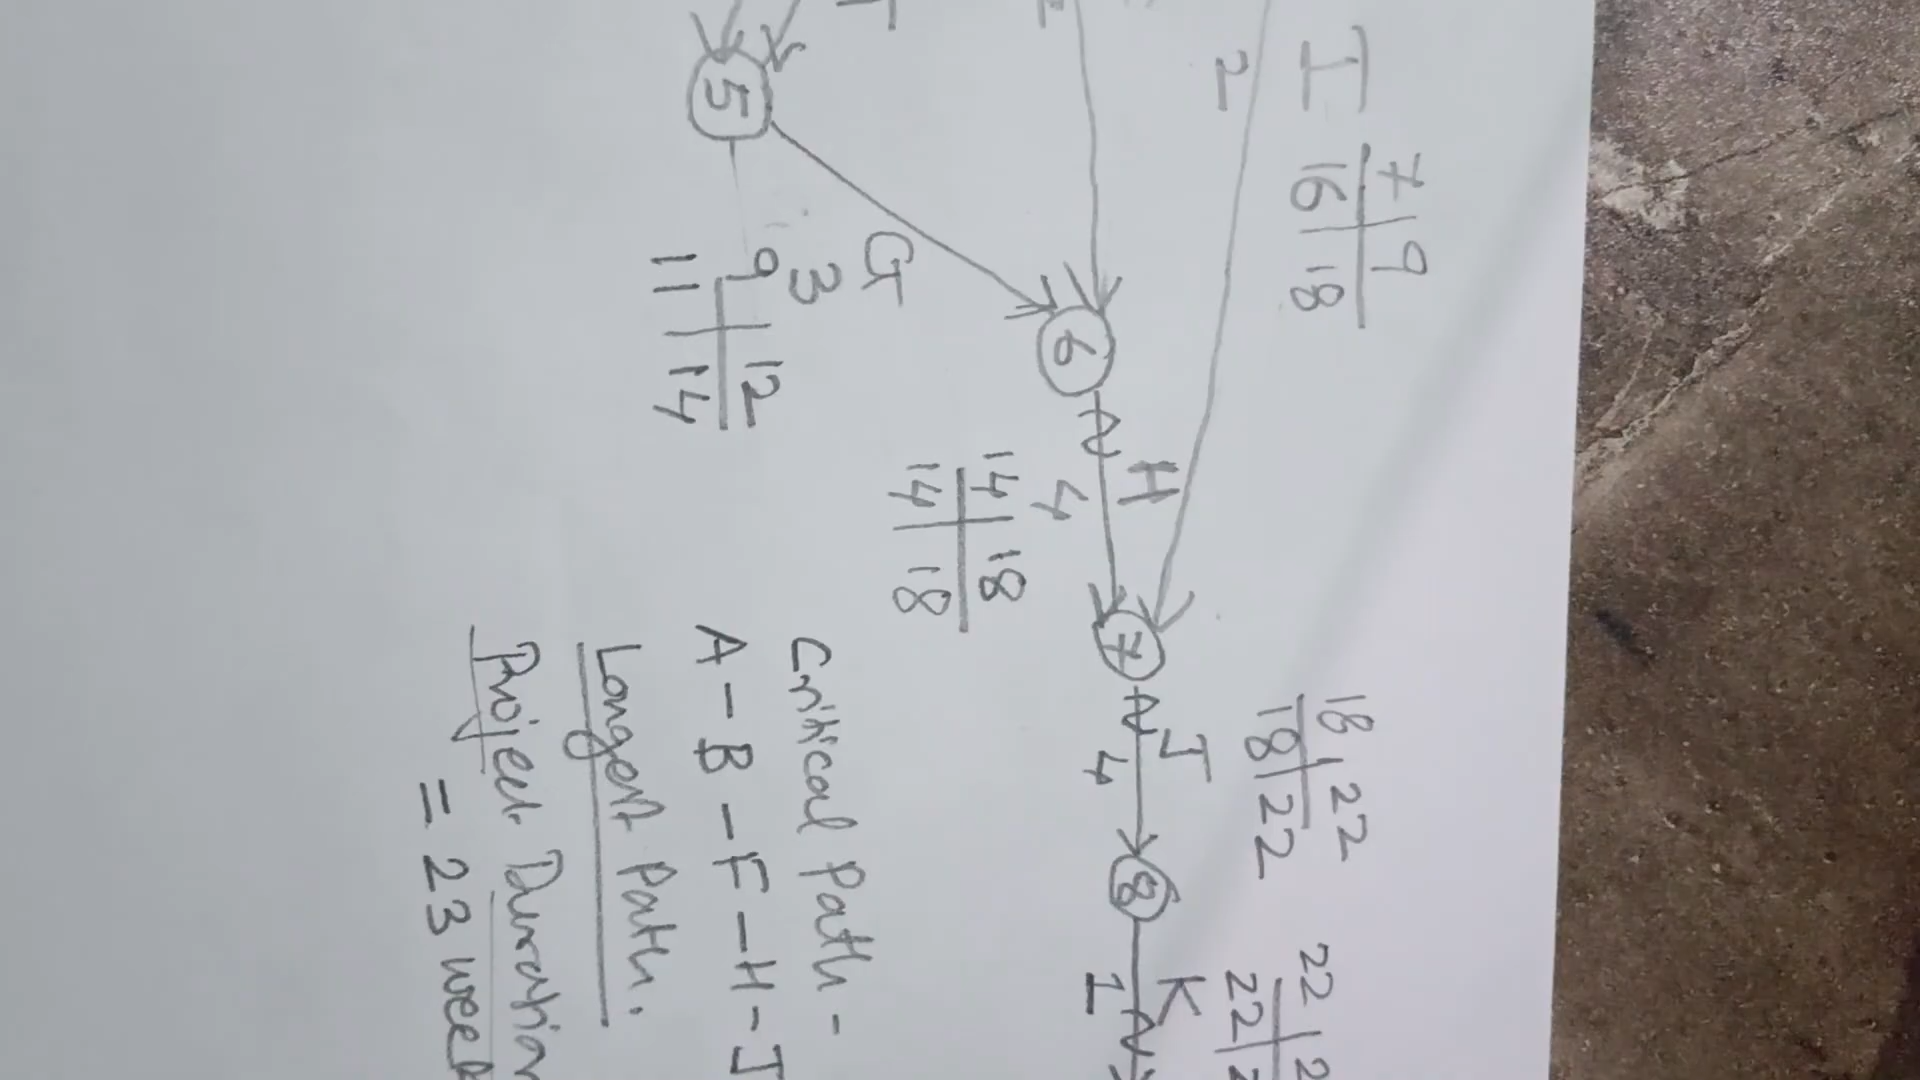 I
7 | 9
16 | 18
2
5
G
3
9 | 12
11 | 14
6
H
4
14 | 18
14 | 18
7
J
4
18 | 22
18 | 22
8
K
1
22 | 2
22 |
Critical Path -
A - B - F - H - J
Longest Path.
Project Duration
= 23 week